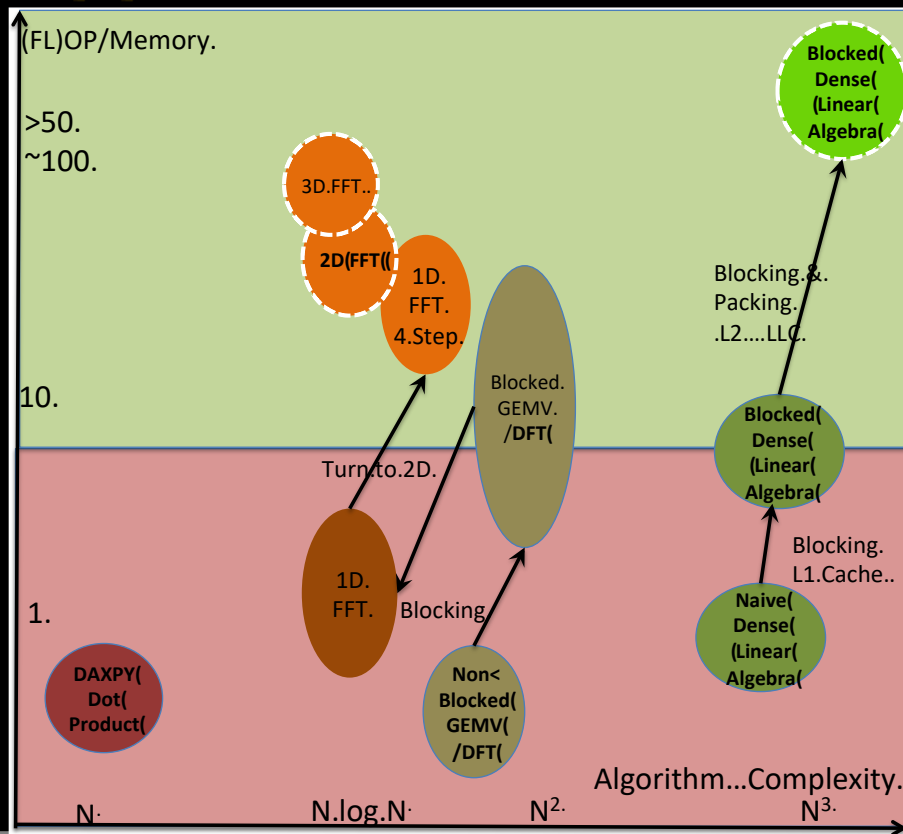 (FL)OP/Memory.
>50.
~100.
10.
1.
Blocked(
Dense(
(Linear(
Algebra(
3D.FFT..
2D(FFT((
1D.
FFT.
4.Step.
Blocking.&.
Packing.
.L2....LLC.
Blocked.
GEMV.
/DFT(
Blocked(
Dense(
(Linear(
Algebra(
Turn.to.2D.
1D.
FFT.
Blocking
Blocking.
L1.Cache..
Naive(
Dense(
(Linear(
Algebra(
DAXPY(
Dot(
Product(
Non<
Blocked(
GEMV(
/DFT(
Algorithm...Complexity.
N.
N.log.N.
N2.
N3.